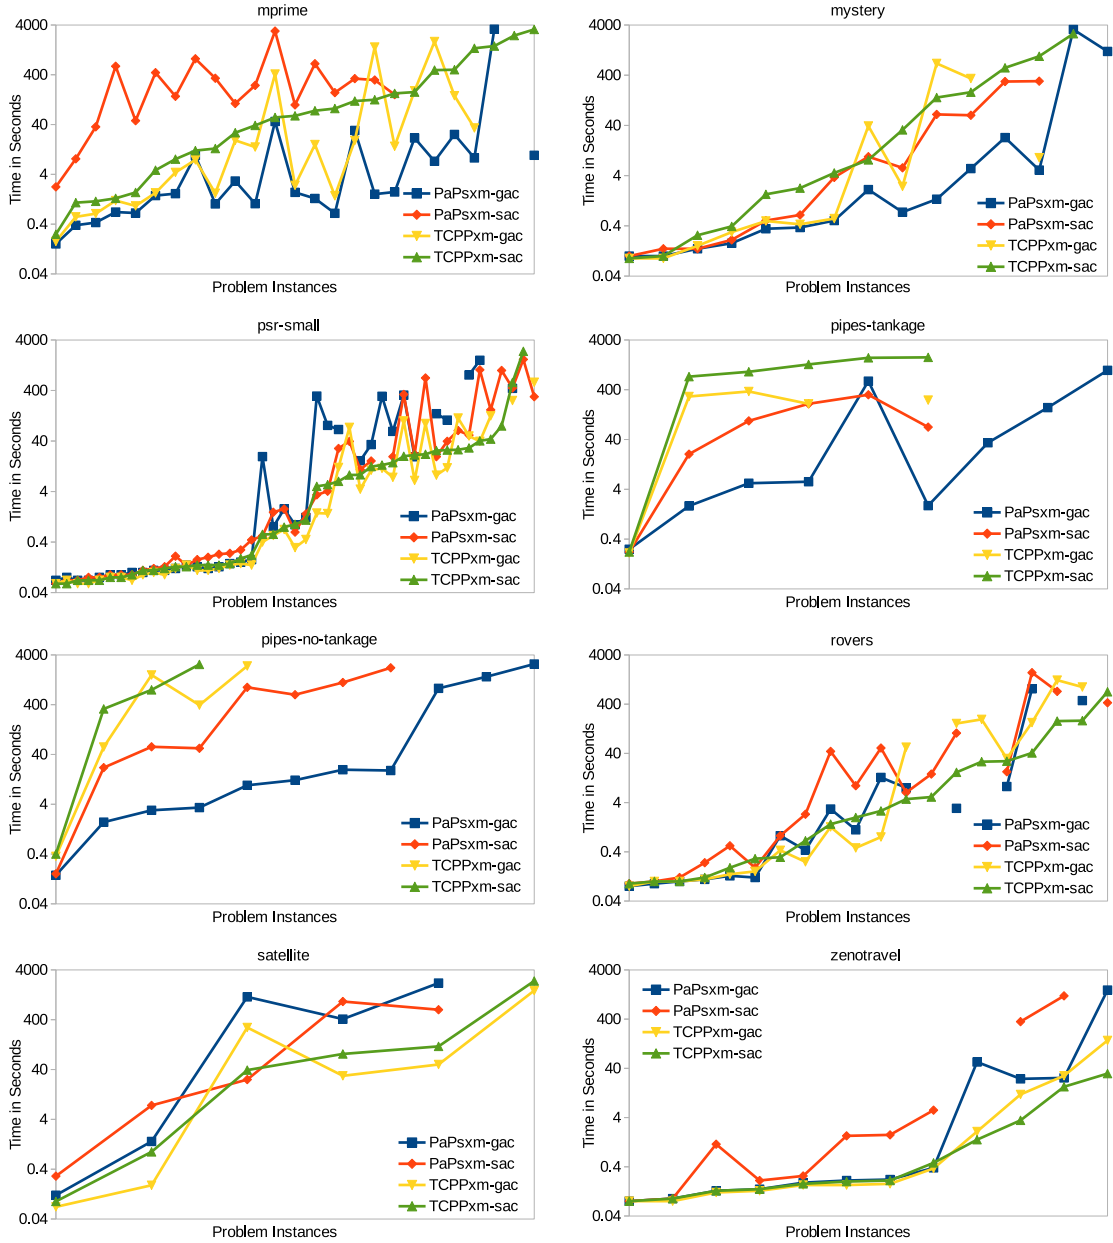 mprime
4000
400
40
4
0.4
0.04
Time in Seconds
Problem Instances
PaPsxm-gac
PaPsxm-sac
TCPPxm-gac
TCPPxm-sac
mystery
4000
400
40
4
0.4
0.04
Time in Seconds
Problem Instances
PaPsxm-gac
PaPsxm-sac
TCPPxm-gac
TCPPxm-sac
psr-small
4000
400
40
4
0.4
0.04
Time in Seconds
Problem Instances
PaPsxm-gac
PaPsxm-sac
TCPPxm-gac
TCPPxm-sac
pipes-tankage
4000
400
40
4
0.4
0.04
Time in Seconds
Problem Instances
PaPsxm-gac
PaPsxm-sac
TCPPxm-gac
TCPPxm-sac
pipes-no-tankage
4000
400
40
4
0.4
0.04
Time in Seconds
Problem Instances
PaPsxm-gac
PaPsxm-sac
TCPPxm-gac
TCPPxm-sac
rovers
4000
400
40
4
0.4
0.04
Time in Seconds
Problem Instances
PaPsxm-gac
PaPsxm-sac
TCPPxm-gac
TCPPxm-sac
satellite
4000
400
40
4
0.4
0.04
Time in Seconds
Problem Instances
PaPsxm-gac
PaPsxm-sac
TCPPxm-gac
TCPPxm-sac
zenotravel
4000
400
40
4
0.4
0.04
Time in Seconds
Problem Instances
PaPsxm-gac
PaPsxm-sac
TCPPxm-gac
TCPPxm-sac